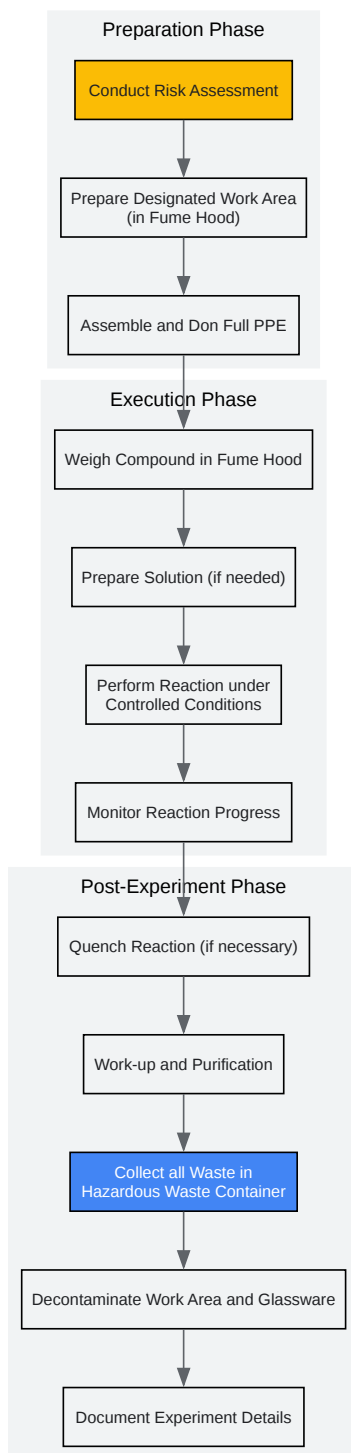 Preparation Phase
Conduct Risk Assessment
Prepare Designated Work Area
(in Fume Hood)
Assemble and Don Full PPE
Execution Phase
Weigh Compound in Fume Hood
Prepare Solution (if needed)
Perform Reaction under
Controlled Conditions
Monitor Reaction Progress
Post-Experiment Phase
Quench Reaction (if necessary)
Work-up and Purification
Collect all Waste in
Hazardous Waste Container
Decontaminate Work Area and Glassware
Document Experiment Details